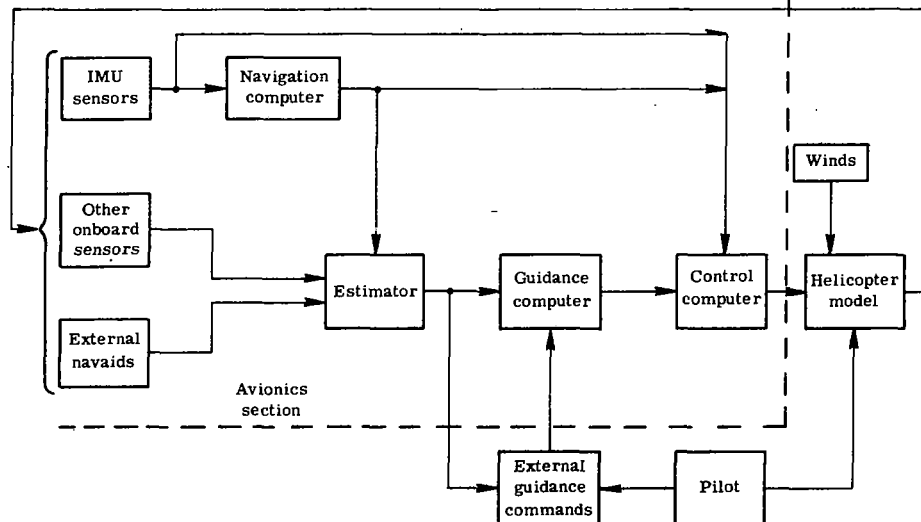 IMU
sensors
Navigation
computer
Winds
Other
onboard
sensors
Estimator
Guidance
computer
Control
computer
Helicopter
model
External
navaids
Avionics
section
External
guidance
commands
Pilot